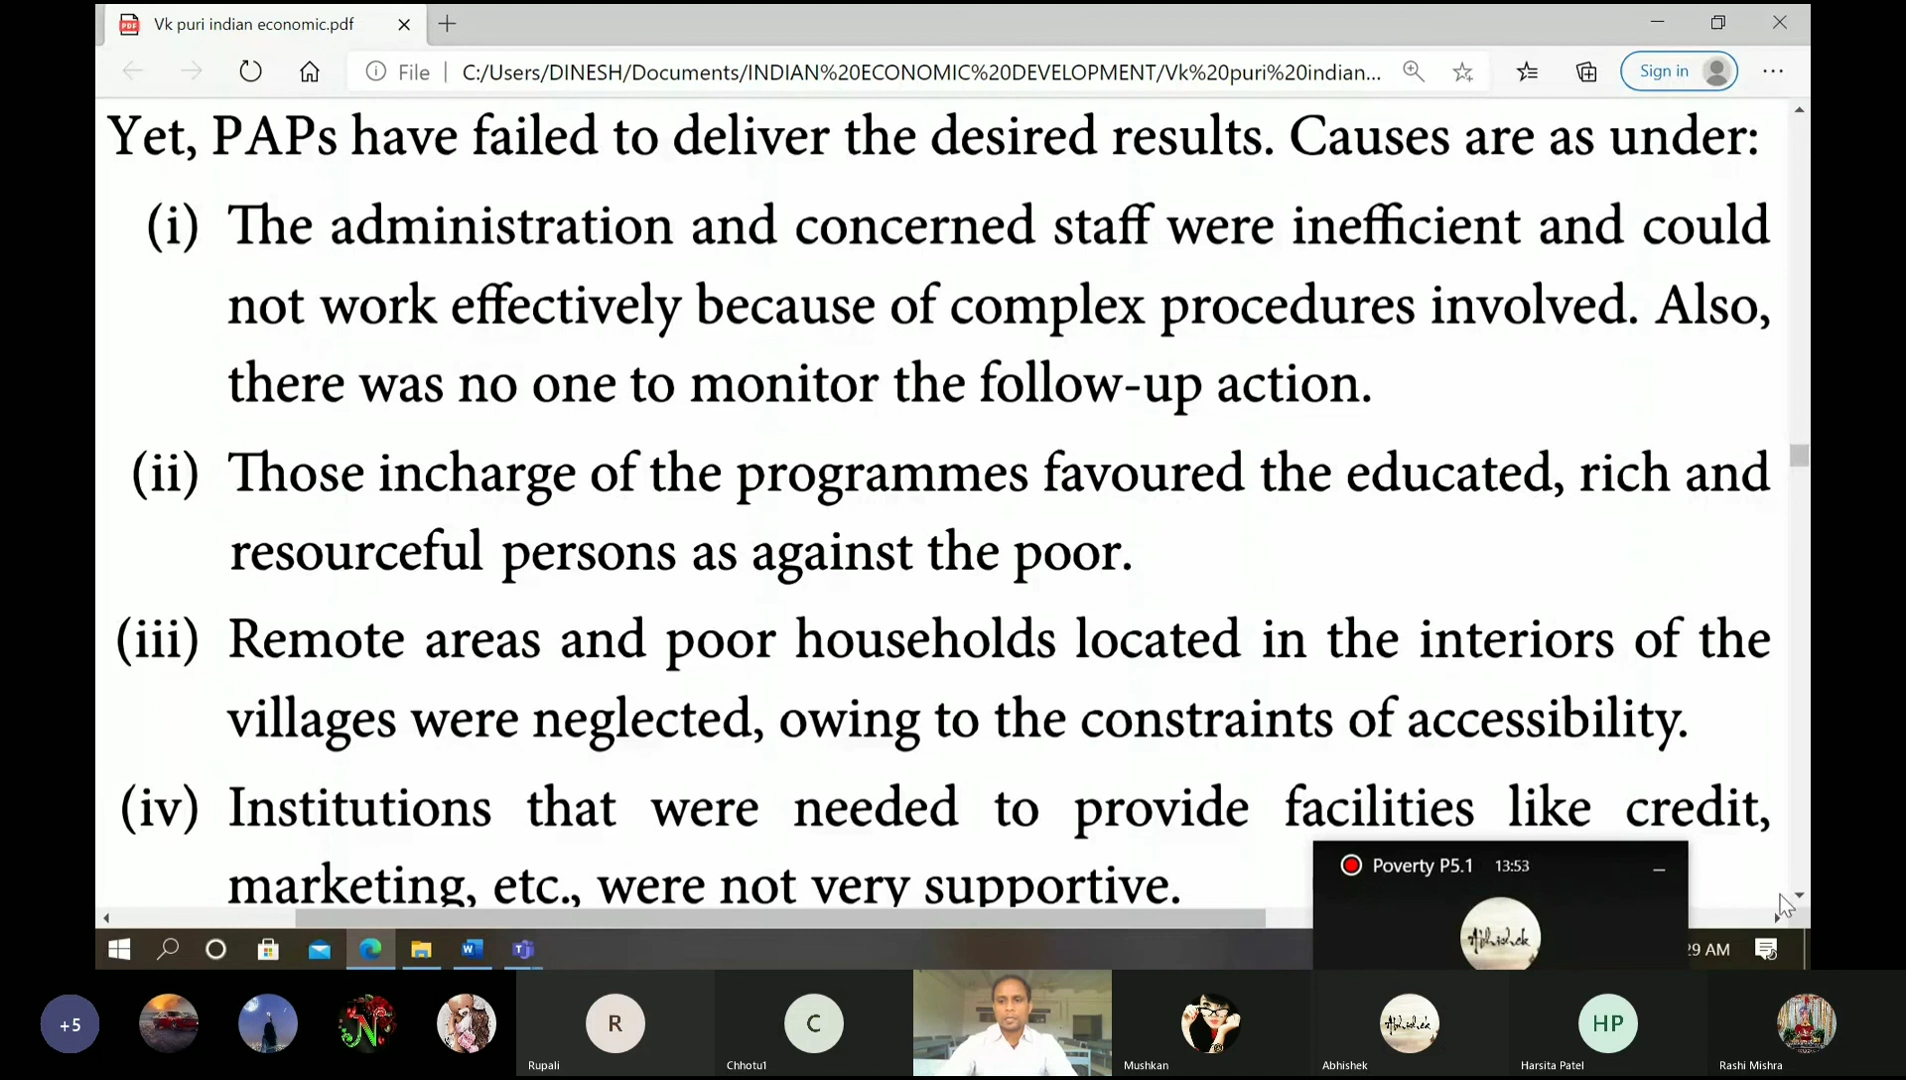 Vk puri indian economic.pdf
File
C:/Users/DINESH/Documents/INDIAN%20ECONOMIC%20DEVELOPMENT/Vk%20puri%20indian...
Sign in
Yet, PAPs have failed to deliver the desired results. Causes are as under:
(i) The administration and concerned staff were inefficient and could
not work effectively because of complex procedures involved. Also,
there was no one to monitor the follow-up action.
(ii) Those incharge of the programmes favoured the educated, rich and
resourceful persons as against the poor.
(iii) Remote areas and poor households located in the interiors of the
villages were neglected, owing to the constraints of accessibility.
(iv) Institutions that were needed to provide facilities like credit,
marketing, etc., were not very supportive.
Poverty P5.1 13:53
Abhishek
29 AM
+5
N
R
C
Abhishek
HP
Rupali
Chhotu1
Mushkan
Abhishek
Harsita Patel
Rashi Mishra